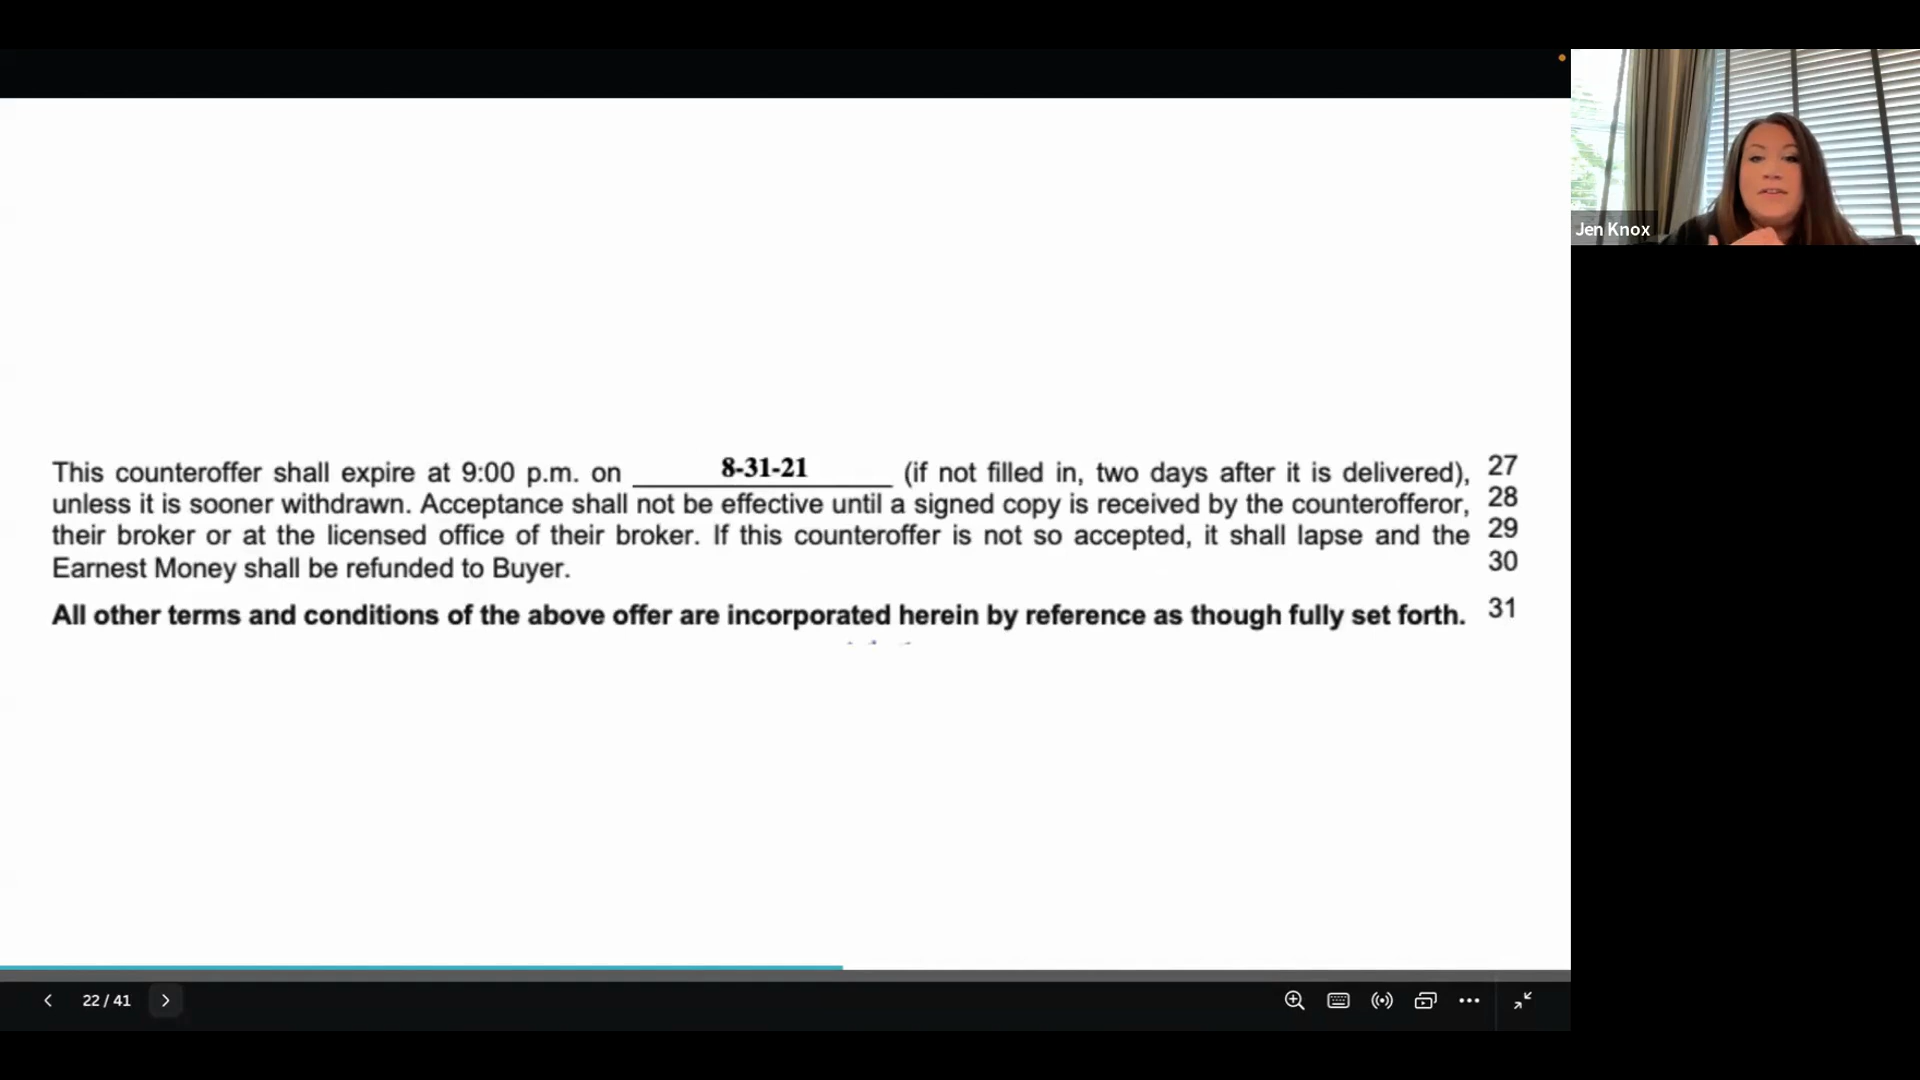 Jen Knox
This counteroffer shall expire at 9:00 p.m. on 8-31-21 (if not filled in, two days after it is delivered), 27
unless it is sooner withdrawn. Acceptance shall not be effective until a signed copy is received by the counterofferor, 28
their broker or at the licensed office of their broker. If this counteroffer is not so accepted, it shall lapse and the 29
Earnest Money shall be refunded to Buyer. 30
All other terms and conditions of the above offer are incorporated herein by reference as though fully set forth. 31
22 / 41